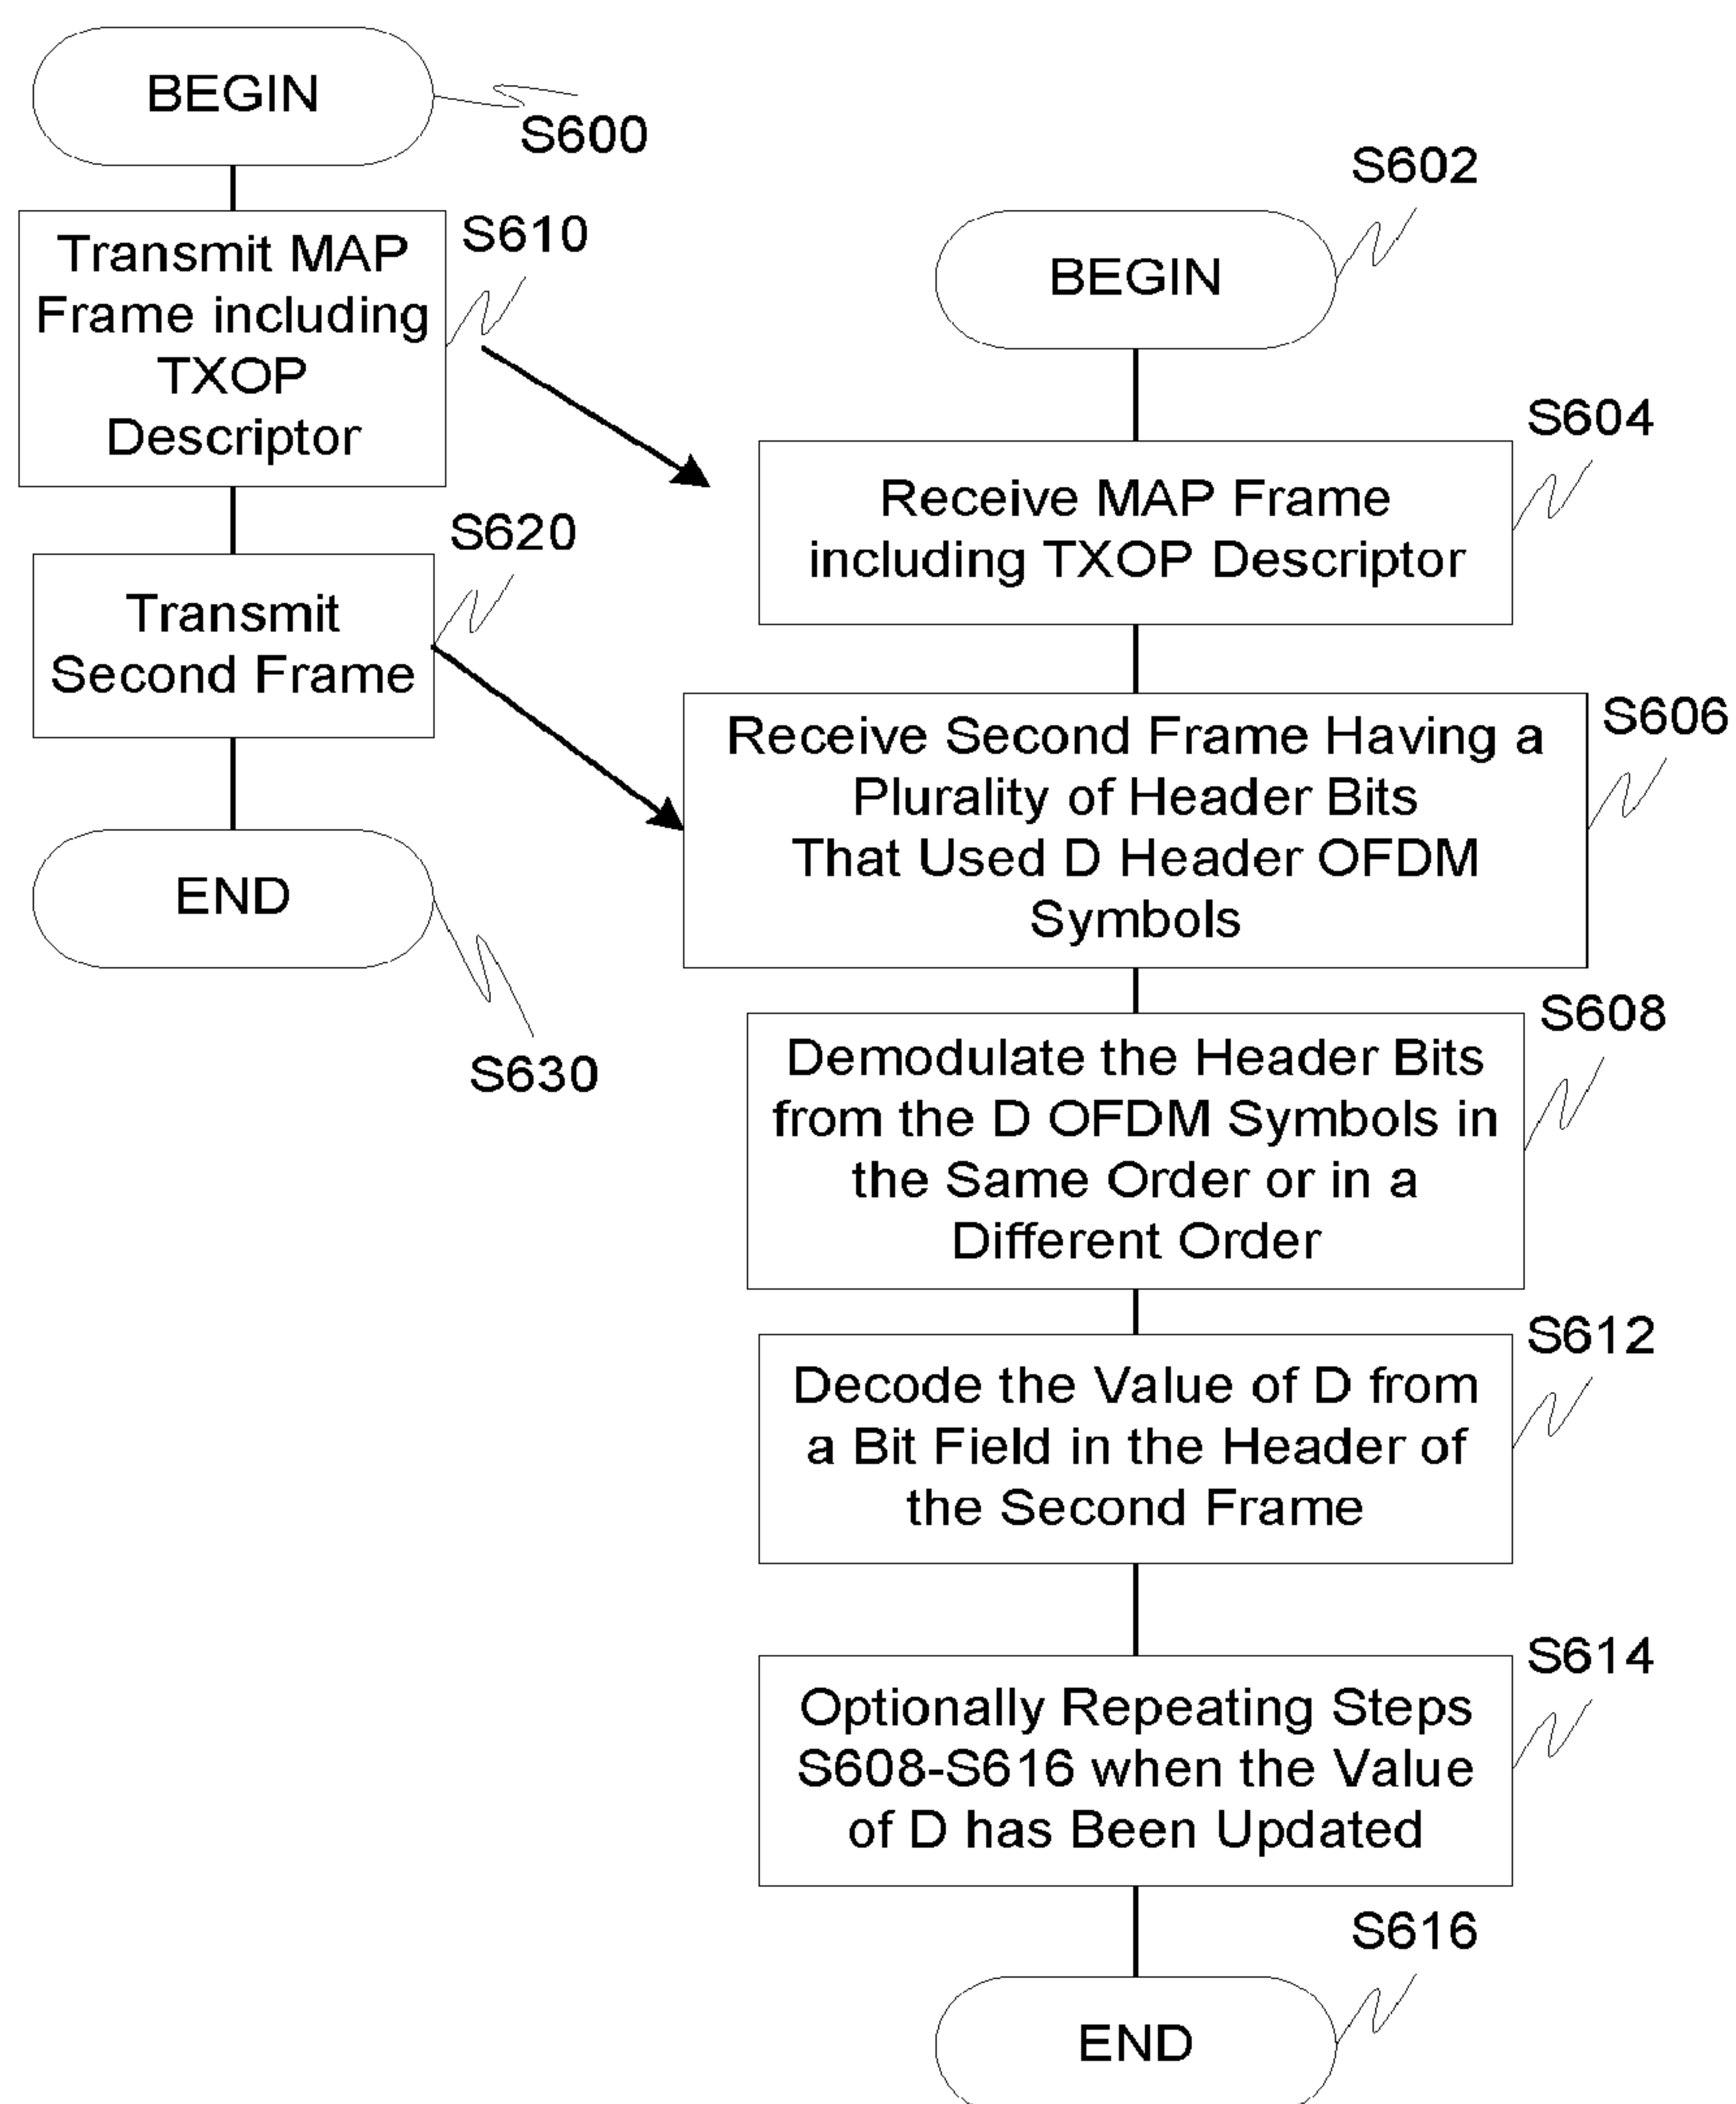 BEGIN
S600
Transmit MAP
Frame including
TXOP
Descriptor
S610
Transmit
Second Frame
S620
END
S630
BEGIN
S602
Receive MAP Frame
including TXOP Descriptor
S604
Receive Second Frame Having a
Plurality of Header Bits
That Used D Header OFDM
Symbols
S606
Demodulate the Header Bits
from the D OFDM Symbols in
the Same Order or in a
Different Order
S608
Decode the Value of D from
a Bit Field in the Header of
the Second Frame
S612
Optionally Repeating Steps
S608-S616 when the Value
of D has Been Updated
S614
END
S616